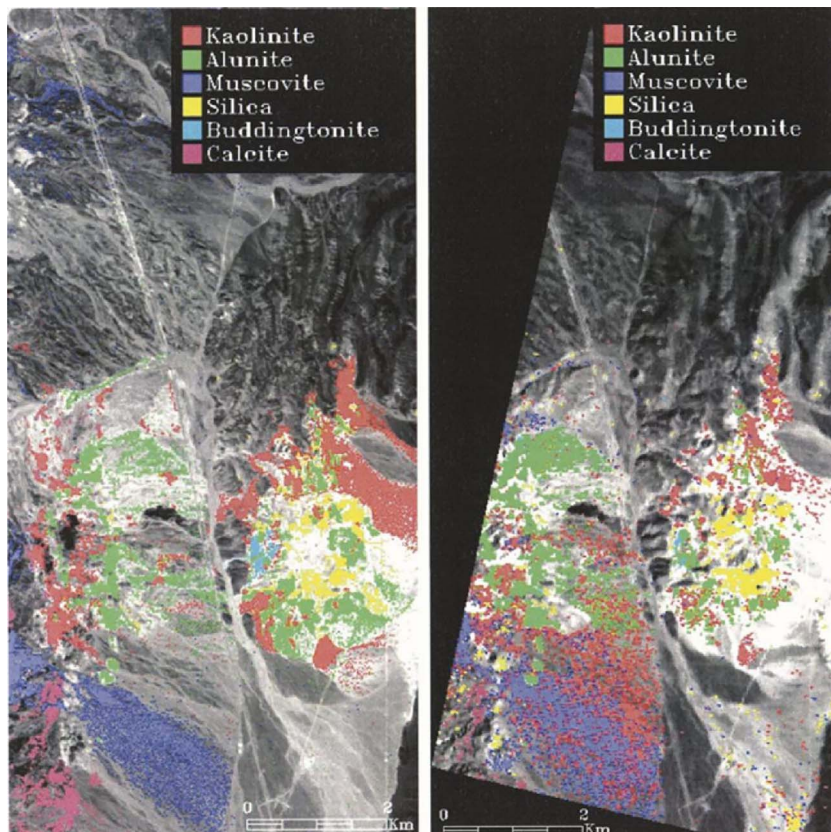 Kaolinite
Alunite
Muscovite
Silica
Buddingtonite
Calcite
0 2
Km
Kaolinite
Alunite
Muscovite
Silica
Buddingtonite
Calcite
0 2
Km